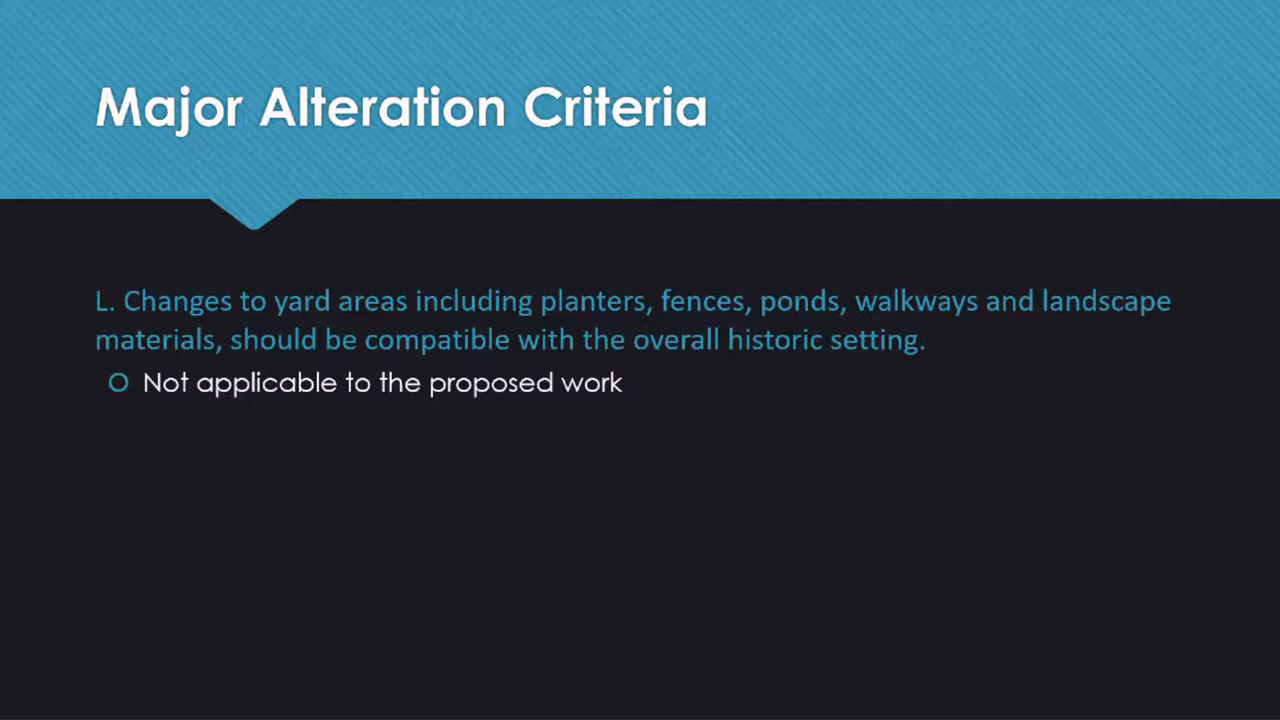 Major Alteration Criteria
L. Changes to yard areas including planters, fences, ponds, walkways and landscape
materials, should be compatible with the overall historic setting.
Not applicable to the proposed work